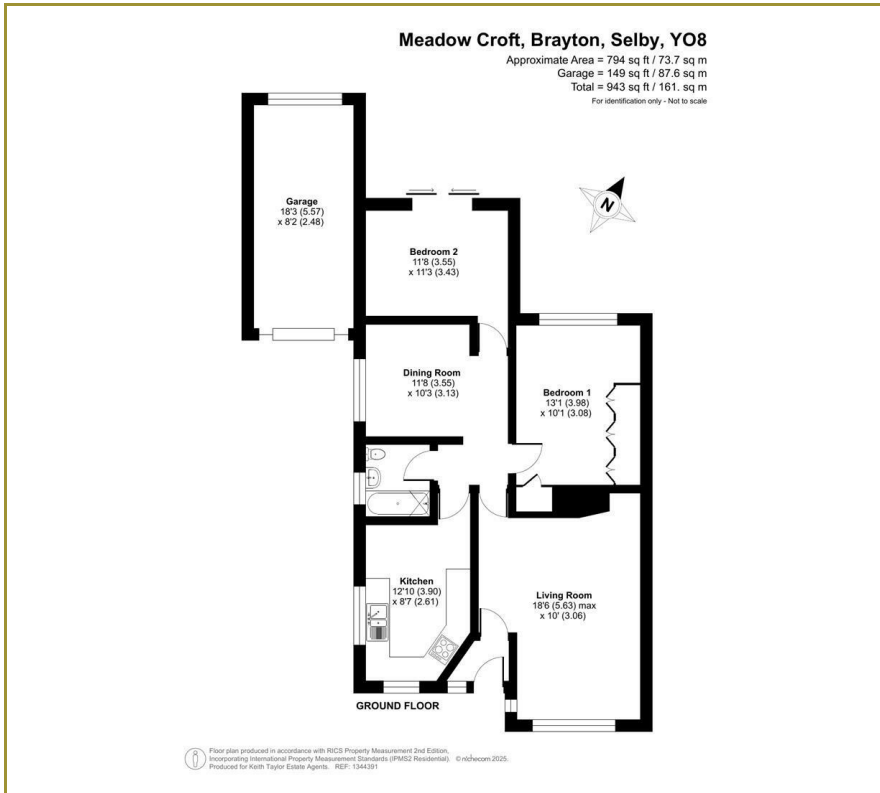 Meadow Croft, Brayton, Selby, YO8
Approximate Area = 794 sq ft / 73.7 sq m
Garage = 149 sq ft / 87.6 sq m
Total = 943 sq ft / 161. sq m
For identification only - Not to scale
Garage
18'3 (5.57)
x 8'2 (2.48)
N
Bedroom 2
11'8 (3.55)
x 11'3 (3.43)
Dining Room
11'8 (3.55)
x 10'3 (3.13)
Bedroom 1
13'1 (3.98)
x 10'1 (3.08)
Kitchen
12'10 (3.90)
x 8'7 (2.61)
Living Room
18'6 (5.63) max
x 10' (3.06)
GROUND FLOOR
Floor plan produced in accordance with RICS Property Measurement 2nd Edition,
Incorporating International Property Measurement Standards (IPMS2 Residential). © nichecom 2025.
Produced for Keith Taylor Estate Agents. REF: 1344391